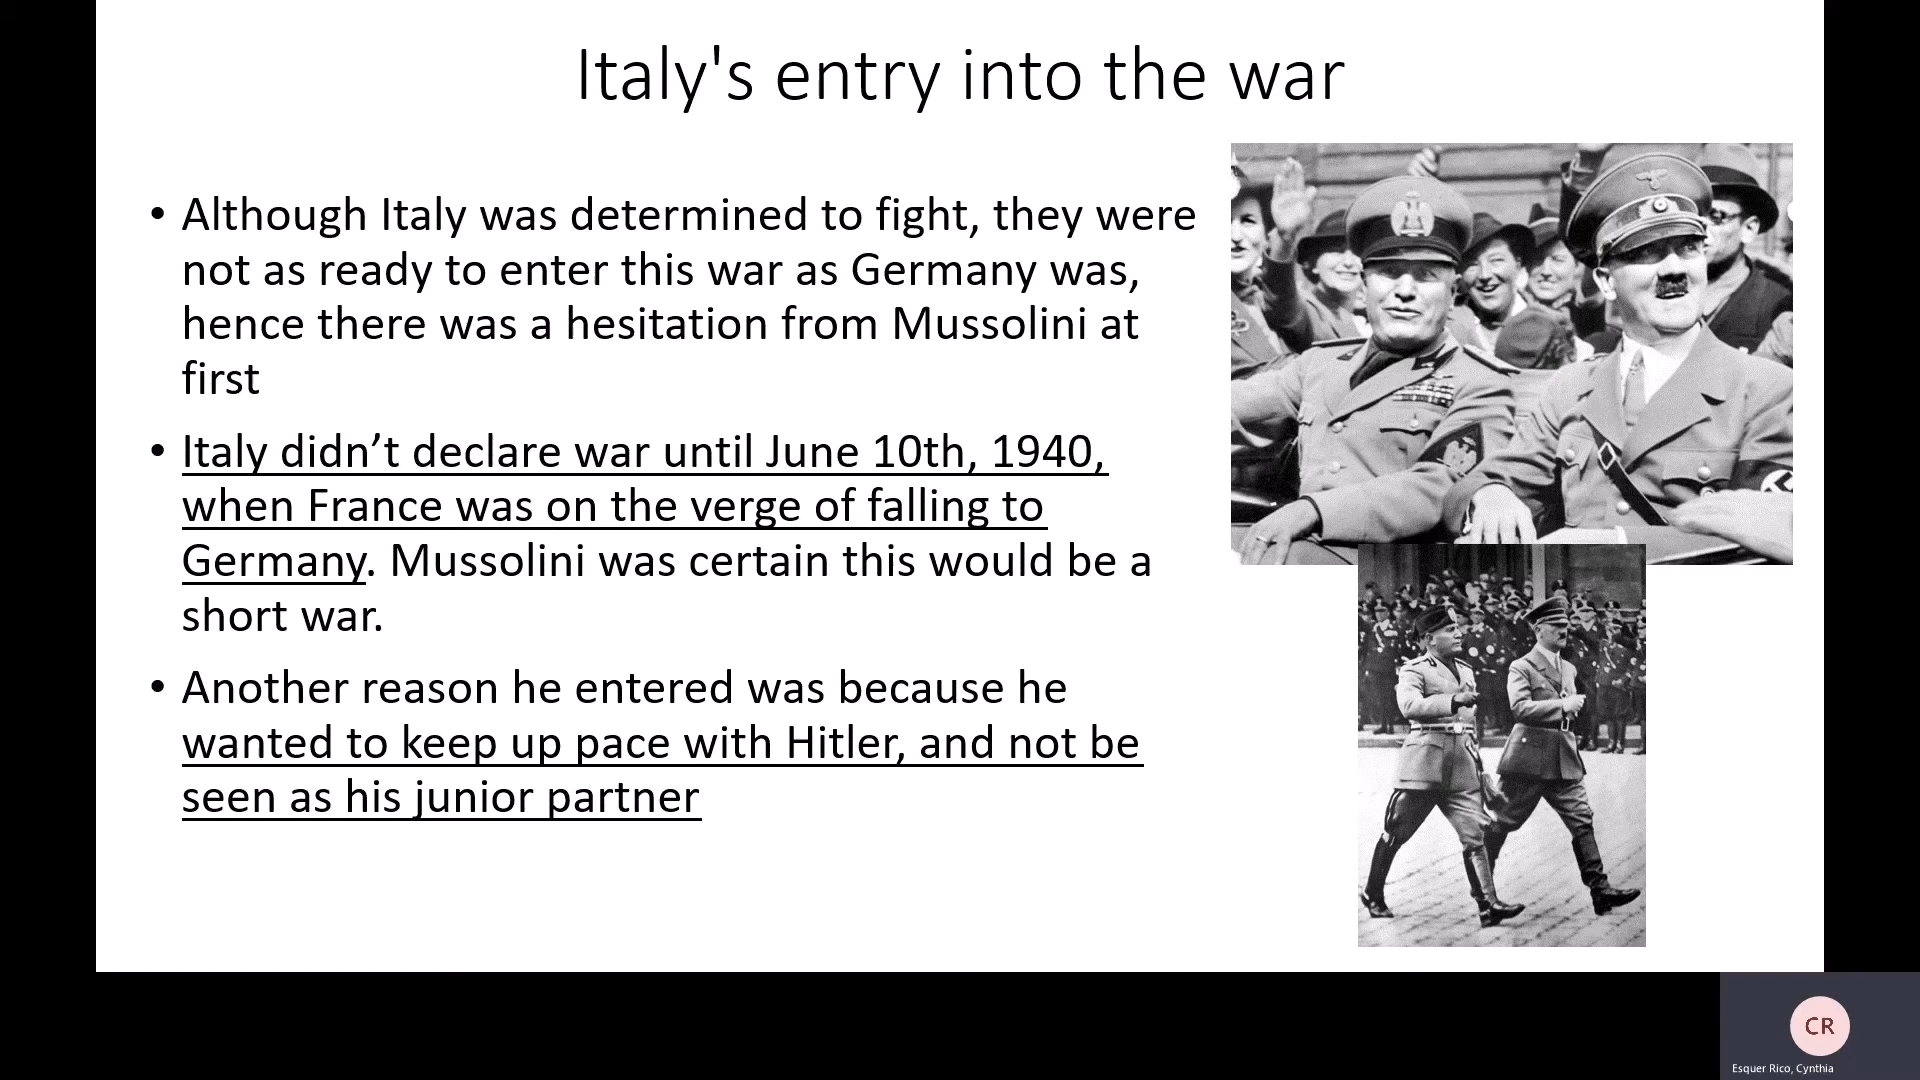 Italy's entry into the war
• Although Italy was determined to fight, they were
not as ready to enter this war as Germany was,
hence there was a hesitation from Mussolini at
first
• Italy didn’t declare war until June 10th, 1940,
when France was on the verge of falling to
Germany. Mussolini was certain this would be a
short war.
• Another reason he entered was because he
wanted to keep up pace with Hitler, and not be
seen as his junior partner
CR
Esquer Rico, Cynthia